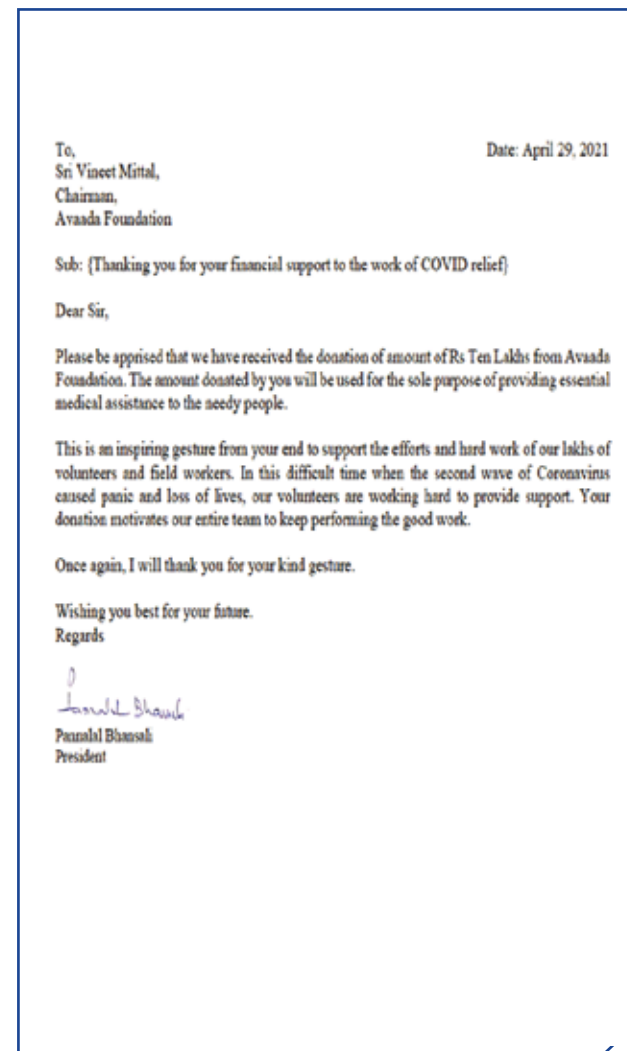 To,
Date: April 29, 2021
Sri Vineet Mittal,
Chairman,
Avaada Foundation
Sub: {Thanking you for your financial support to the work of COVID relief}
Dear Sir,
Please be apprised that we have received the donation of amount of Rs Ten Lakhs from Avaada
Foundation. The amount donated by you will be used for the sole purpose of providing essential
medical assistance to the needy people.
This is an inspiring gesture from your end to support the efforts and hard work of our lakhs of
volunteers and field workers. In this difficult time when the second wave of Coronavirus
caused panic and loss of lives, our volunteers are working hard to provide support. Your
donation motivates our entire team to keep performing the good work.
Once again, I will thank you for your kind gesture.
Wishing you best for your future.
Regards
Pannalal Bhansali
Pannalal Bhansali
President